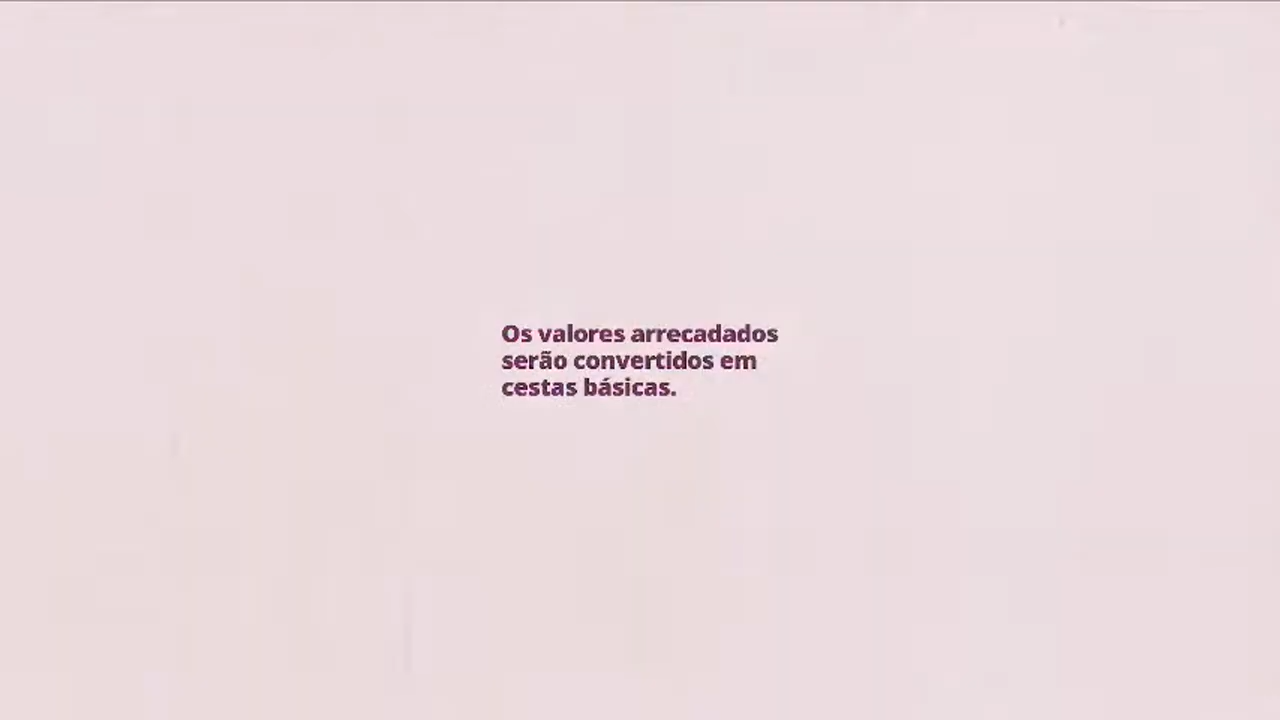 Os valores arrecadados
serão convertidos em
cestas básicas.